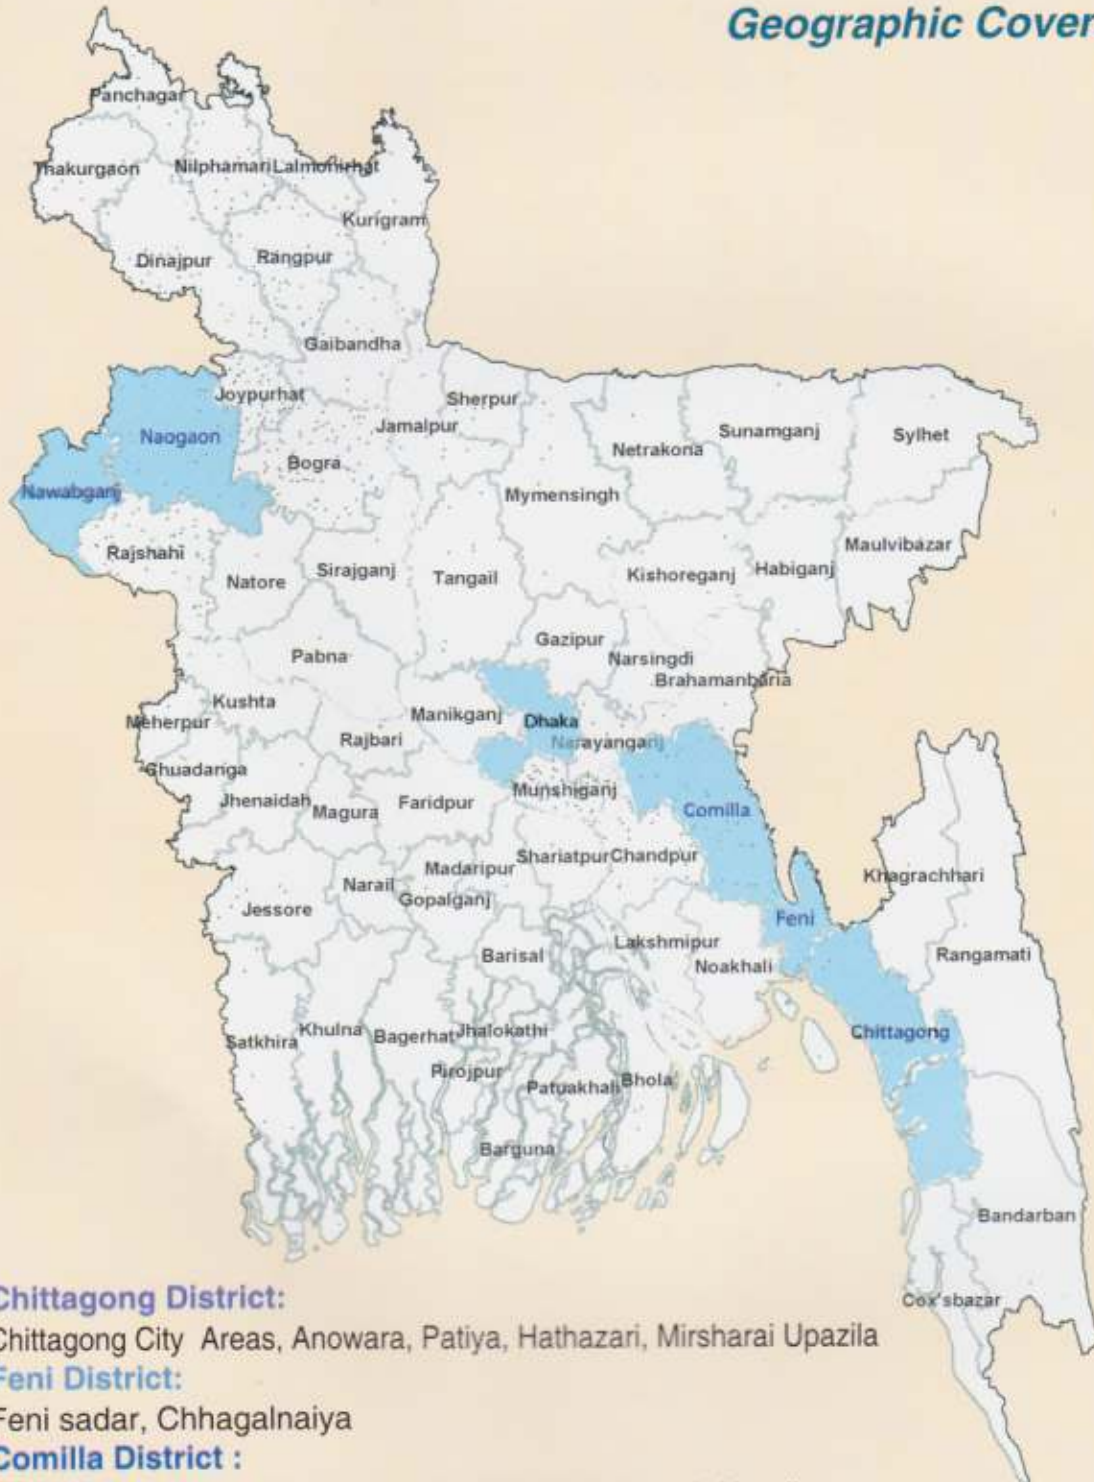 Geographic Cover
Panchagar
Thakurgaon
Nilphamari
Lalmonirhat
Kurigram
Dinajpur
Rangpur
Gaibandha
Joypurhat
Sherpur
Jamalpur
Naogaon
Netrakona
Sunamganj
Sylhet
Bogra
Nawabganj
Mymensingh
Rajshahi
Natore
Sirajganj
Tangail
Kishoreganj
Habiganj
Maulvibazar
Gazipur
Pabna
Narsingdi
Brahamanbaria
Kushta
Meherpur
Manikganj
Dhaka
Rajbari
Narayanganj
Chuadanga
Jhenaidah
Magura
Faridpur
Munshiganj
Comilla
Madaripur
Shariatpur
Chandpur
Khagrachhari
Narail
Gopalganj
Jessore
Feni
Barisal
Lakshmipur
Noakhali
Rangamati
Satkhira
Khulna
Bagerhat
Jhalokathi
Chittagong
Pirojpur
Patuakhali
Bhola
Barguna
Bandarban
Cox'sbazar
Chittagong District:
Chittagong City Areas, Anowara, Patiya, Hathazari, Mirsharai Upazila
Feni District:
Feni sadar, Chhagalnaiya
Comilla District :